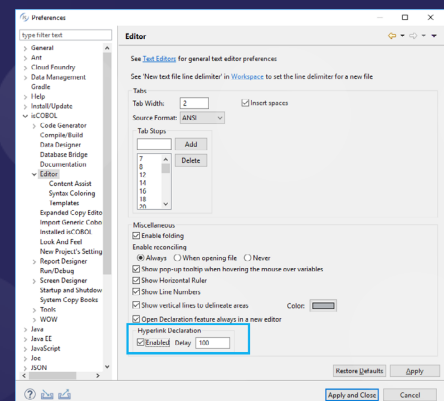 Preferences
type filter text
General
Ant
Cloud Foundry
Data Management
Gradle
Help
Install/Update
isCOBOL
Code Generator
Compile/Build
Data Designer
Database Bridge
Documentation
Editor
Content Assist
Syntax Coloring
Templates
Expanded Copy Edito
Import Generic Cobo
Installed isCOBOL
Look And Feel
New Project's Setting
Report Designer
Run/Debug
Screen Designer
Startup and Shutdow
System Copy Books
Tools
WOW
Java
Java EE
JavaScript
Joe
JSON
Editor
See Text Editors for general text editor preferences
See 'New text file line delimiter' in Workspace to set the line delimiter for a new file
Tabs
Tab Width: 2 Insert spaces
Source Format: ANSI
Tab Stops
Add
7 Delete
8
12
14
16
18
20
Miscellaneous
Enable folding
Enable reconciling
Always When opening file Never
Show pop-up tooltip when hovering the mouse over variables
Show Horizontal Ruler
Show Line Numbers
Show vertical lines to delineate areas Color:
Open Declaration feature always in a new editor
Hyperlink Declaration
Enabled Delay 100
Restore Defaults Apply
Apply and Close Cancel